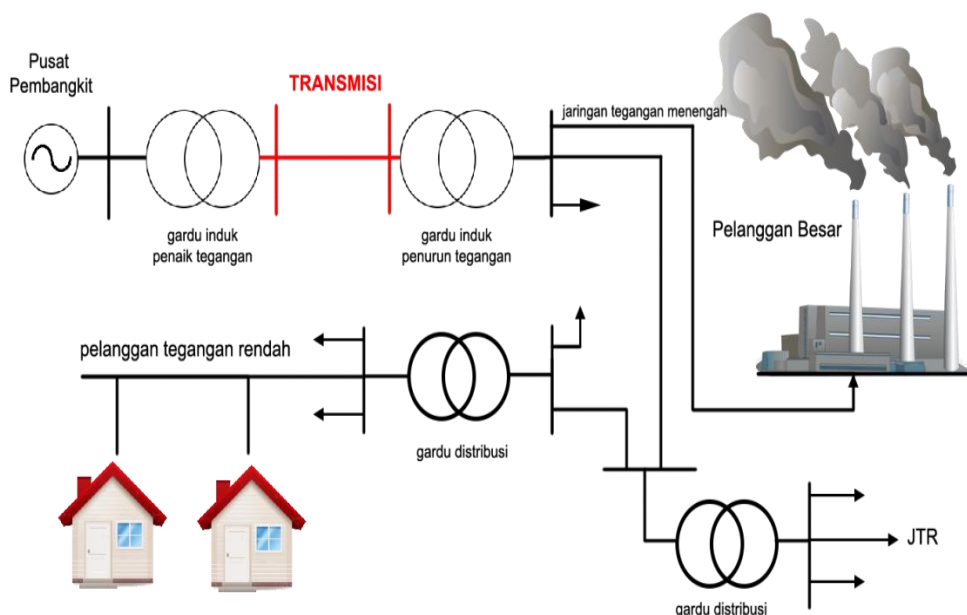 Pusat
Pembangkit
TRANSMISI
jaringan tegangan menengah
gardu induk
penaik tegangan
gardu induk
penurun tegangan
Pelanggan Besar
pelanggan tegangan rendah
gardu distribusi
JTR
gardu distribusi